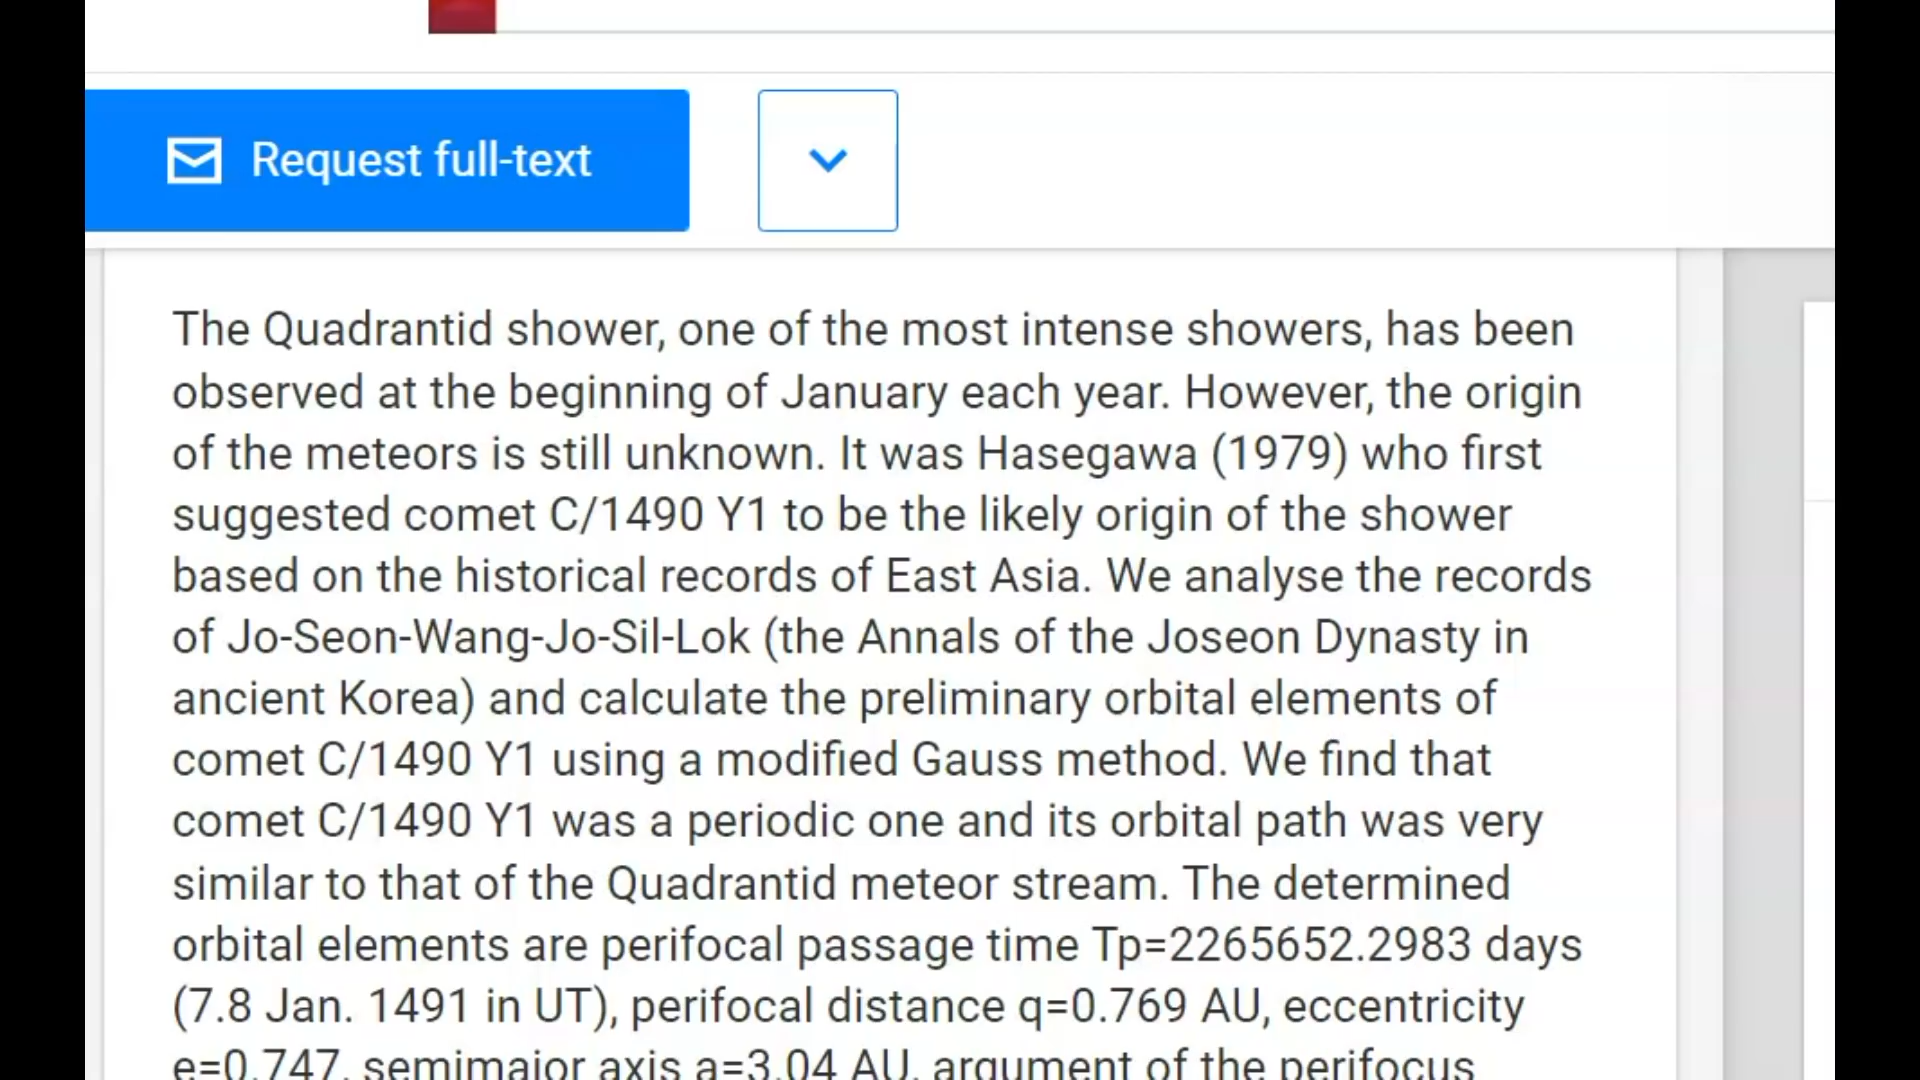 Request full-text
The Quadrantid shower, one of the most intense showers, has been
observed at the beginning of January each year. However, the origin
of the meteors is still unknown. It was Hasegawa (1979) who first
suggested comet C/1490 Y1 to be the likely origin of the shower
based on the historical records of East Asia. We analyse the records
of Jo-Seon-Wang-Jo-Sil-Lok (the Annals of the Joseon Dynasty in
ancient Korea) and calculate the preliminary orbital elements of
comet C/1490 Y1 using a modified Gauss method. We find that
comet C/1490 Y1 was a periodic one and its orbital path was very
similar to that of the Quadrantid meteor stream. The determined
orbital elements are perifocal passage time Tp=2265652.2983 days
(7.8 Jan. 1491 in UT), perifocal distance q=0.769 AU, eccentricity
e=0.747, semimajor axis a=3.04 AU, argument of the perifocus